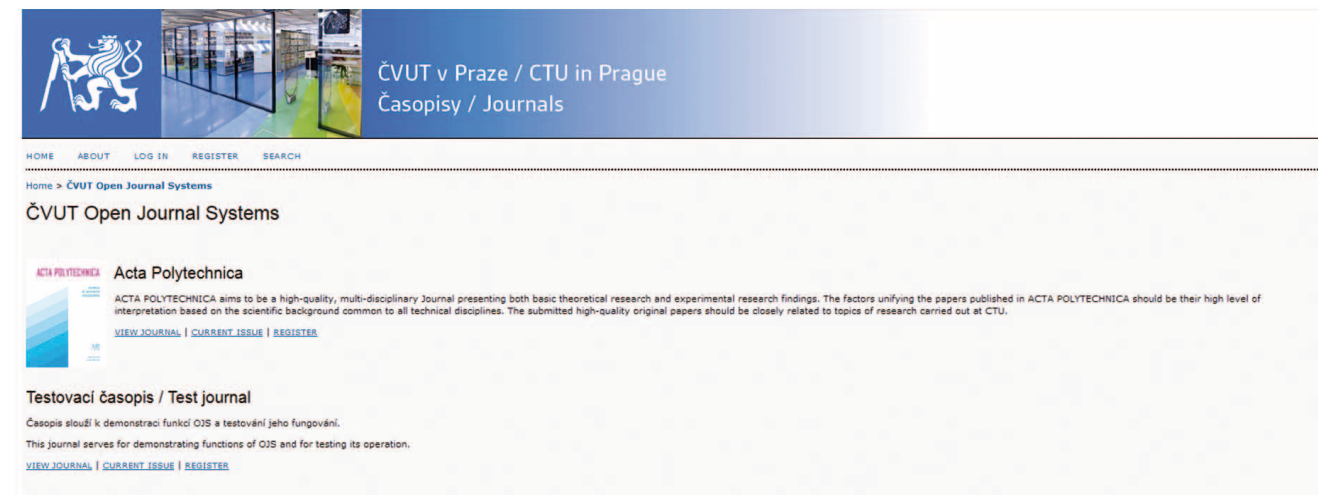 ČVUT v Praze / CTU in Prague
Časopisy / Journals
HOME ABOUT LOG IN REGISTER SEARCH
Home > ČVUT Open Journal Systems
ČVUT Open Journal Systems
ACTA POLYTECHNICA
Acta Polytechnica
ACTA POLYTECHNICA aims to be a high-quality, multi-disciplinary Journal presenting both basic theoretical research and experimental research findings. The factors unifying the papers published in ACTA POLYTECHNICA should be their high level of
interpretation based on the scientific background common to all technical disciplines. The submitted high-quality original papers should be closely related to topics of research carried out at CTU.
VIEW JOURNAL | CURRENT ISSUE | REGISTER
Testovací časopis / Test journal
Časopis slouží k demonstraci funkcí OJS a testování jeho fungování.
This journal serves for demonstrating functions of OJS and for testing its operation.
VIEW JOURNAL | CURRENT ISSUE | REGISTER